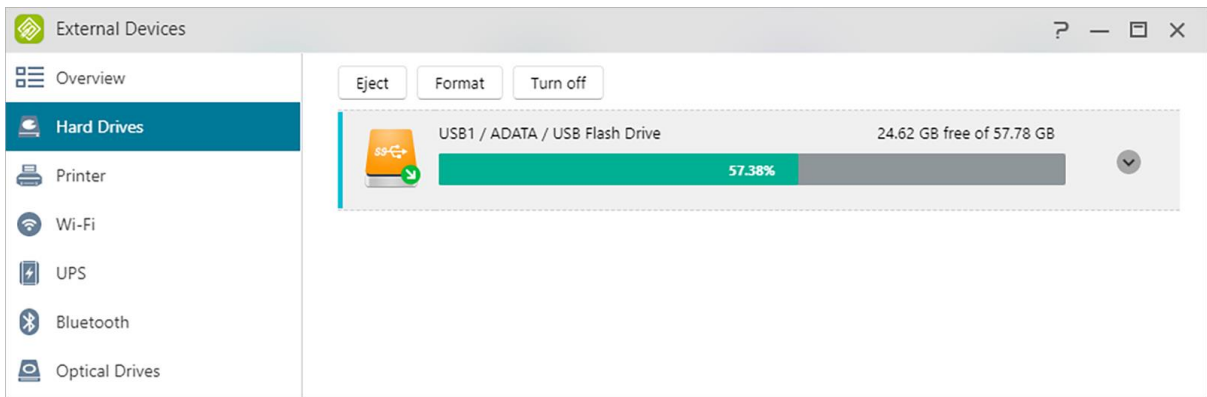 External Devices
Overview
Hard Drives
Printer
Wi-Fi
UPS
Bluetooth
Optical Drives
Eject Format Turn off
USB1 / ADATA / USB Flash Drive 24.62 GB free of 57.78 GB
SS
57.38%